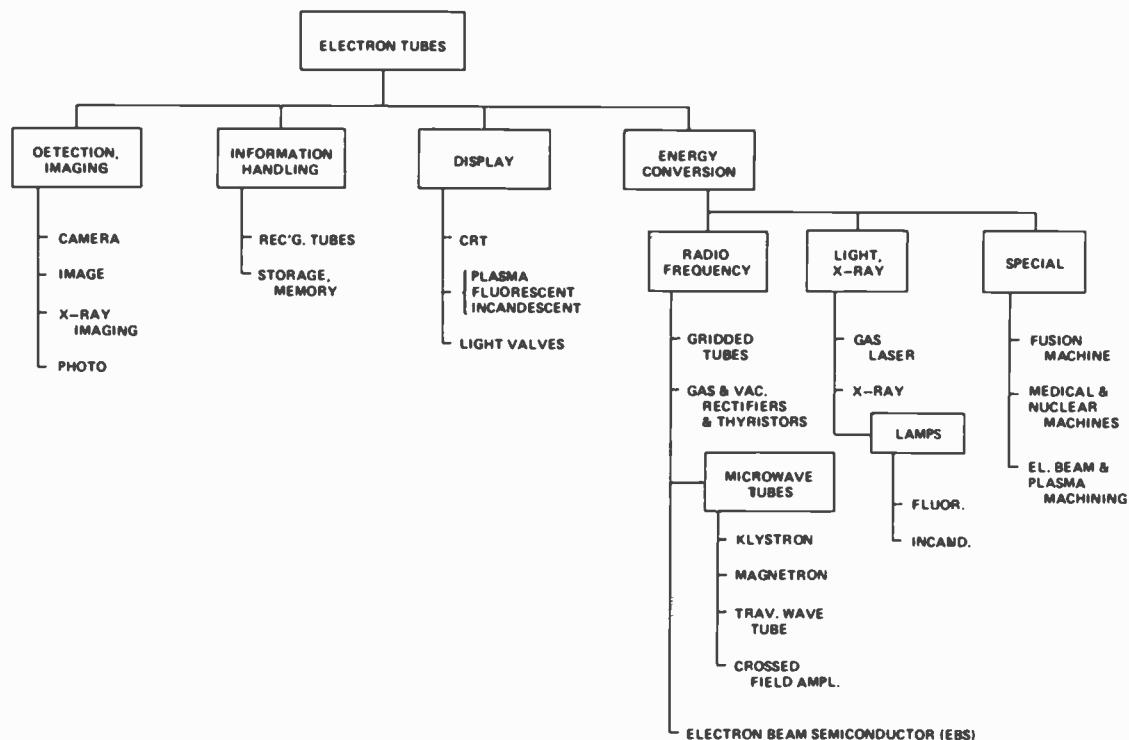 ELECTRON TUBES
OETECTION,
IMAGING
CAMERA
IMAGE
X–RAY
IMAGING
PHOTO
INFORMATION
HANDLING
REC'G. TUBES
STORAGE,
MEMORY
DISPLAY
CRT
PLASMA
FLUORESCENT
INCANDESCENT
LIGHT VALVES
ENERGY
CONVERSION
RADIO
FREQUENCY
GRIDDED
TUBES
GAS & VAC.
RECTIFIERS
& THYRISTORS
MICROWAVE
TUBES
KLYSTRON
MAGNETRON
TRAV. WAVE
TUBE
CROSSED
FIELD AMPL.
ELECTRON BEAM SEMICONDUCTOR (EBS)
LIGHT,
X–RAY
GAS
LASER
X–RAY
LAMPS
FLUOR.
INCAND.
SPECIAL
FUSION
MACHINE
MEDICAL &
NUCLEAR
MACHINES
EL. BEAM &
PLASMA
MACHINING